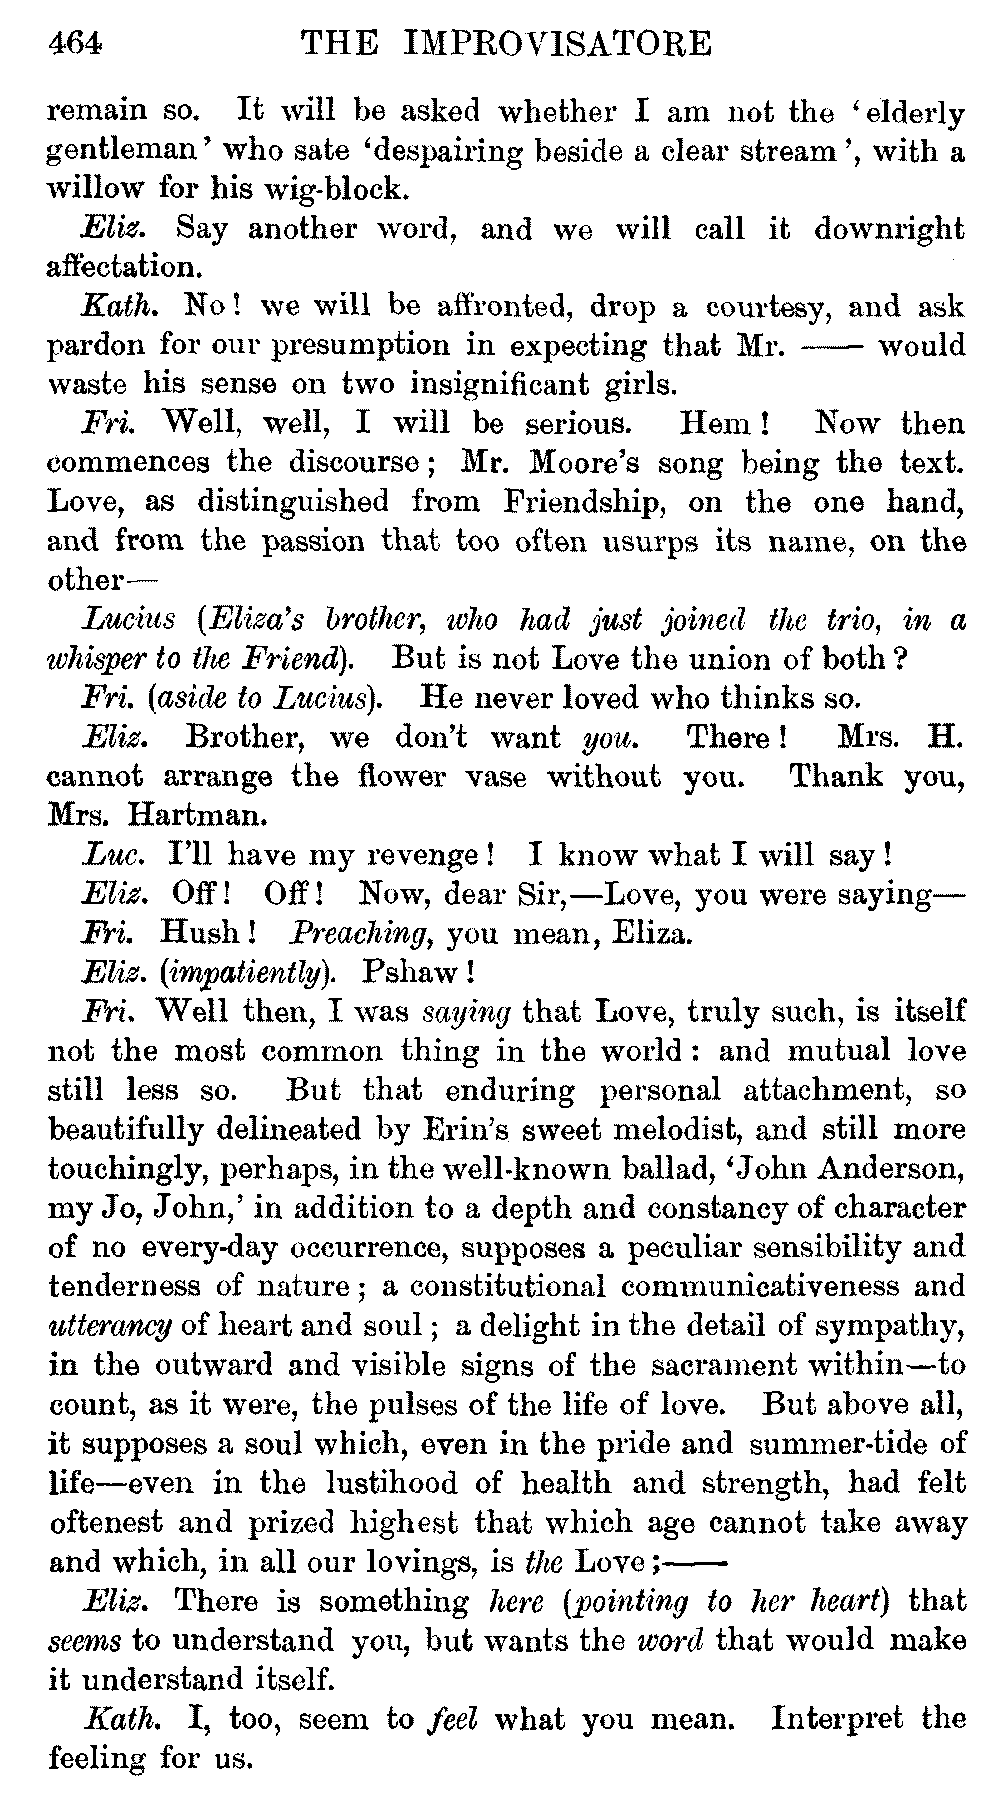 464 THE IMPROVISATORE
remain so. It will be asked whether I am not the ‘elderly
gentleman’ who sate ‘despairing beside a clear stream’, with a
willow for his wig-block.
Eliz. Say another word, and we will call it downright
affectation.
Kath. No! we will be affronted, drop a courtesy, and ask
pardon for our presumption in expecting that Mr. —— would
waste his sense on two insignificant girls.
Fri. Well, well, I will be serious. Hem! Now then
commences the discourse; Mr. Moore’s song being the text.
Love, as distinguished from Friendship, on the one hand,
and from the passion that too often usurps its name, on the
other—
Lucius (Eliza’s brother, who had just joined the trio, in a
whisper to the Friend). But is not Love the union of both?
Fri. (aside to Lucius). He never loved who thinks so.
Eliz. Brother, we don’t want you. There! Mrs. H.
cannot arrange the flower vase without you. Thank you,
Mrs. Hartman.
Luc. I’ll have my revenge! I know what I will say!
Eliz. Off! Off! Now, dear Sir,—Love, you were saying—
Fri. Hush! Preaching, you mean, Eliza.
Eliz. (impatiently). Pshaw!
Fri. Well then, I was saying that Love, truly such, is itself
not the most common thing in the world: and mutual love
still less so. But that enduring personal attachment, so
beautifully delineated by Erin’s sweet melodist, and still more
touchingly, perhaps, in the well-known ballad, ‘John Anderson,
my Jo, John,’ in addition to a depth and constancy of character
of no every-day occurrence, supposes a peculiar sensibility and
tenderness of nature; a constitutional communicativeness and
utterancy of heart and soul; a delight in the detail of sympathy,
in the outward and visible signs of the sacrament within—to
count, as it were, the pulses of the life of love. But above all,
it supposes a soul which, even in the pride and summer-tide of
life—even in the lustihood of health and strength, had felt
oftenest and prized highest that which age cannot take away
and which, in all our lovings, is the Love;——
Eliz. There is something here (pointing to her heart) that
seems to understand you, but wants the word that would make
it understand itself.
Kath. I, too, seem to feel what you mean. Interpret the
feeling for us.